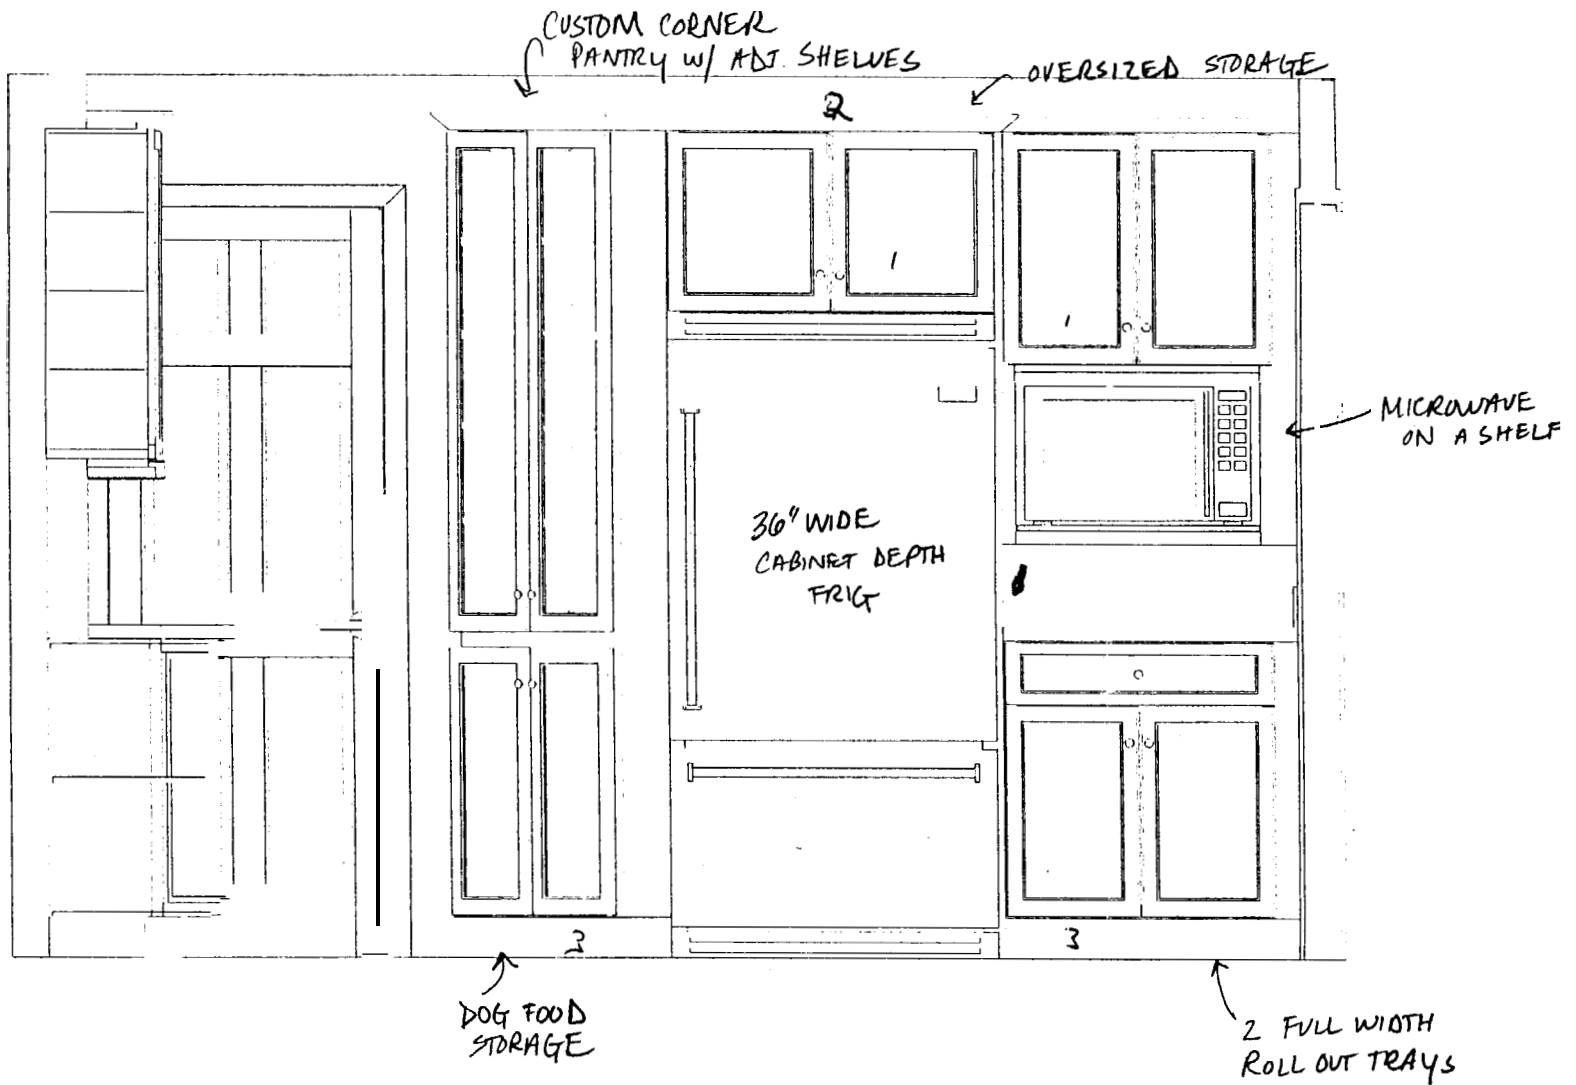 CUSTOM CORNER
PANTRY W/ ADJ. SHELVES
OVERSIZED STORAGE
2
1
1
MICROWAVE
ON A SHELF
36" WIDE
CABINET DEPTH
FRIG
3
3
DOG FOOD
STORAGE
2 FULL WIDTH
ROLL OUT TRAYS